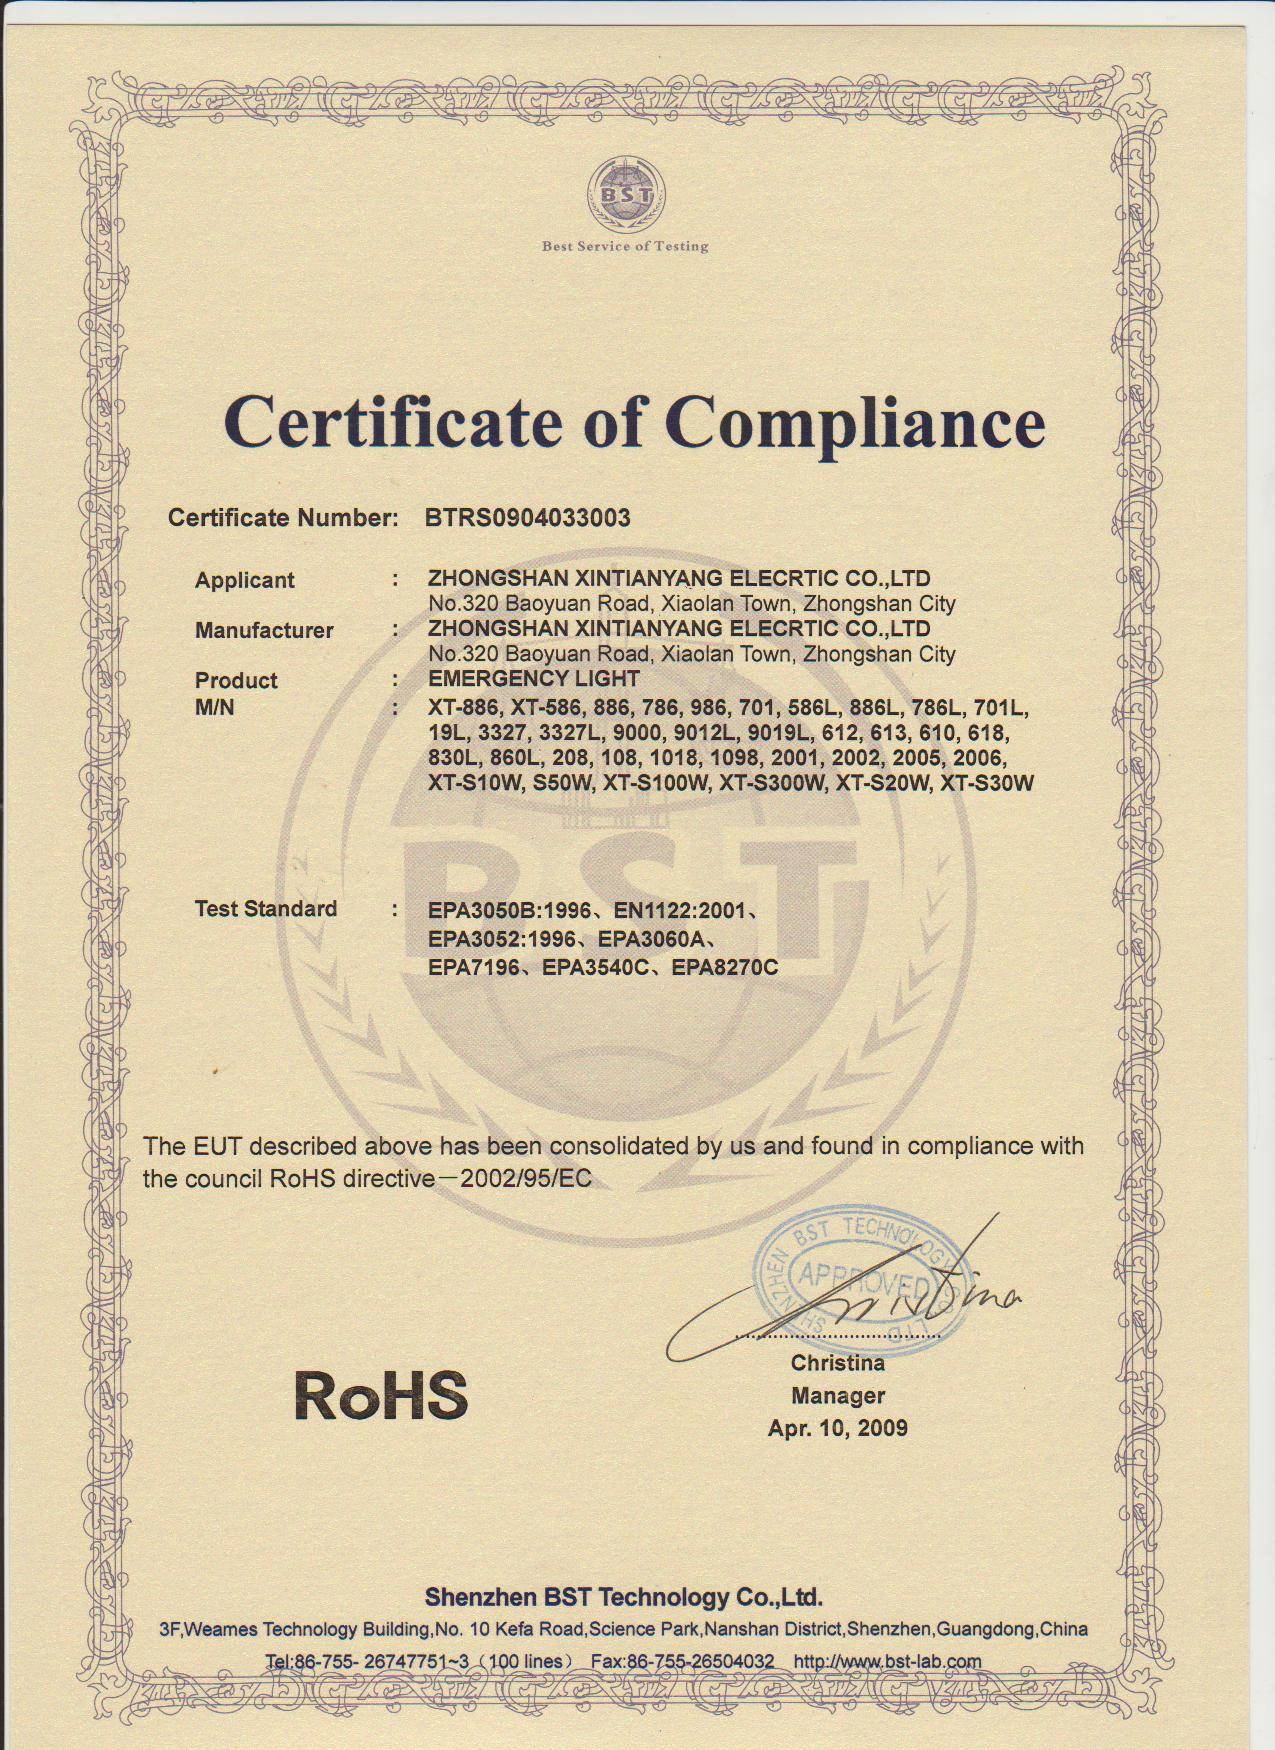 BST
Best Service of Testing
Certificate of Compliance
Certificate Number: BTRS0904033003
Applicant : ZHONGSHAN XINTIANYANG ELECRTIC CO.,LTD
No.320 Baoyuan Road, Xiaolan Town, Zhongshan City
Manufacturer : ZHONGSHAN XINTIANYANG ELECRTIC CO.,LTD
No.320 Baoyuan Road, Xiaolan Town, Zhongshan City
Product : EMERGENCY LIGHT
M/N : XT-886, XT-586, 886, 786, 986, 701, 586L, 886L, 786L, 701L,
19L, 3327, 3327L, 9000, 9012L, 9019L, 612, 613, 610, 618,
830L, 860L, 208, 108, 1018, 1098, 2001, 2002, 2005, 2006,
XT-S10W, S50W, XT-S100W, XT-S300W, XT-S20W, XT-S30W
BST
Test Standard : EPA3050B:1996、EN1122:2001、
EPA3052:1996、EPA3060A、
EPA7196、EPA3540C、EPA8270C
The EUT described above has been consolidated by us and found in compliance with
the council RoHS directive—2002/95/EC
SHENZHEN BST TECHNOLOGY CO., LTD
APPROVED
Christina
Christina
Manager
Apr. 10, 2009
RoHS
Shenzhen BST Technology Co.,Ltd.
3F,Weames Technology Building,No. 10 Kefa Road,Science Park,Nanshan District,Shenzhen,Guangdong,China
Tel:86-755- 26747751~3（100 lines） Fax:86-755-26504032 http://www.bst-lab.com